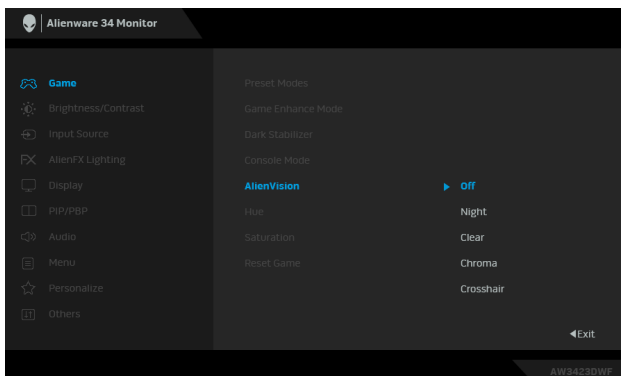 Alienware 34 Monitor
Game
Preset Modes
Brightness/Contrast
Game Enhance Mode
Input Source
Dark Stabilizer
FX AlienFX Lighting
Console Mode
Display
AlienVision
Off
PIP/PBP
Hue
Night
Audio
Saturation
Clear
Menu
Reset Game
Chroma
Personalize
Crosshair
Others
Exit
AW3423DWF